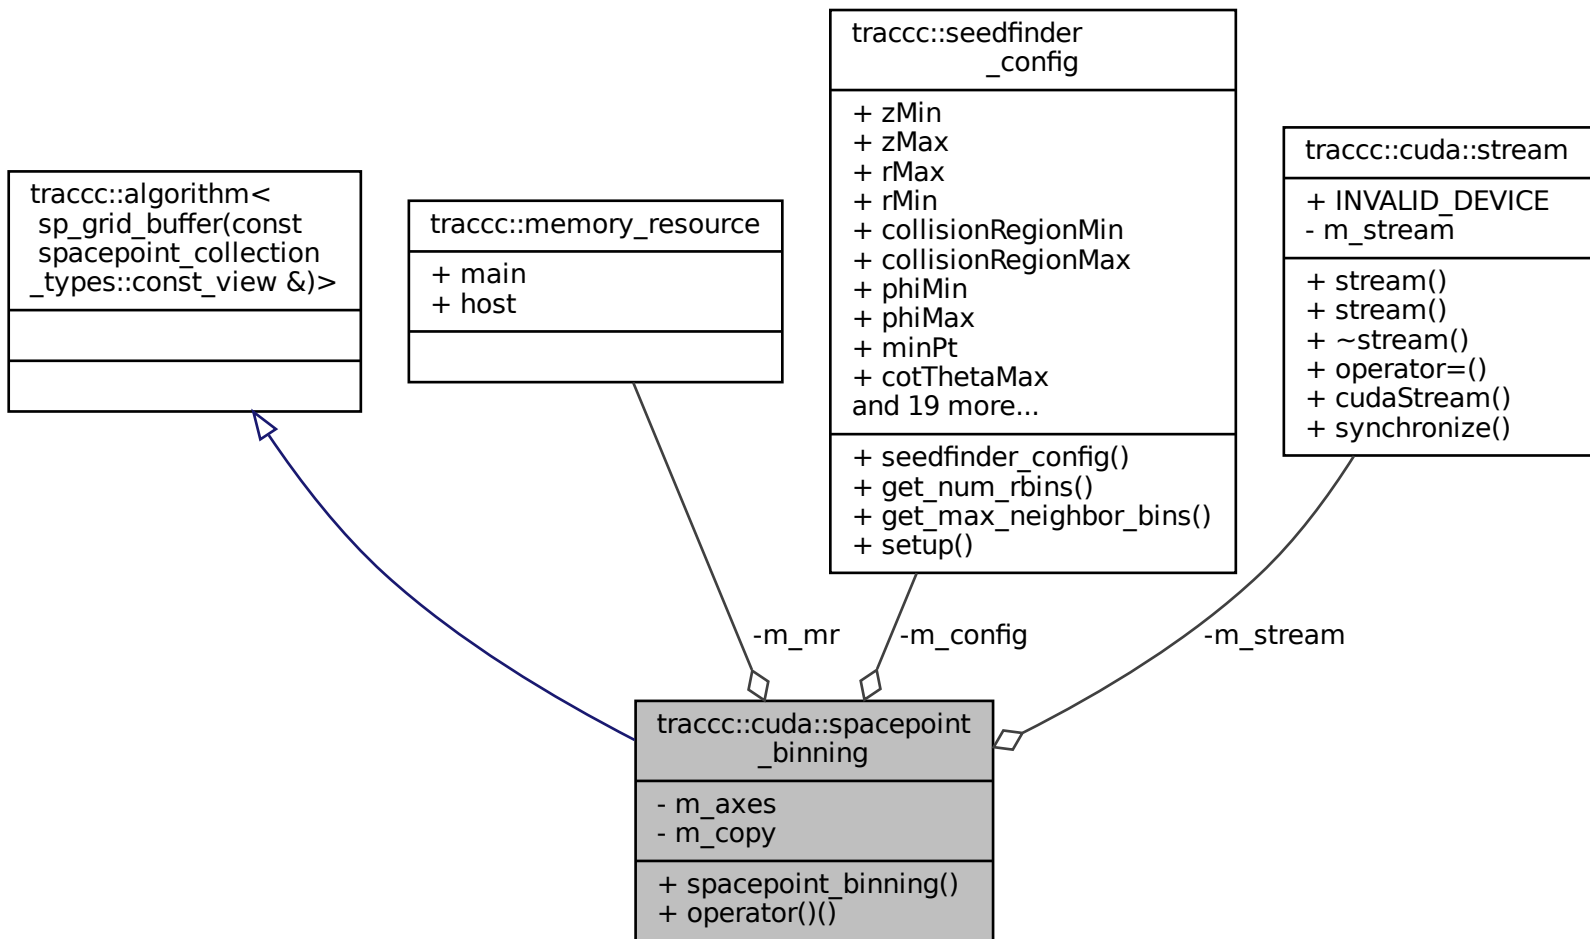 traccc::seedfinder
_config
+ zMin
+ zMax
+ rMax
+ rMin
+ collisionRegionMin
+ collisionRegionMax
+ phiMin
+ phiMax
+ minPt
+ cotThetaMax
and 19 more...
+ seedfinder_config()
+ get_num_rbins()
+ get_max_neighbor_bins()
+ setup()
traccc::cuda::stream
+ INVALID_DEVICE
- m_stream
+ stream()
+ stream()
+ ~stream()
+ operator=()
+ cudaStream()
+ synchronize()
traccc::algorithm<
sp_grid_buffer(const
spacepoint_collection
_types::const_view &)>
traccc::memory_resource
+ main
+ host
-m_mr
-m_config
-m_stream
traccc::cuda::spacepoint
_binning
- m_axes
- m_copy
+ spacepoint_binning()
+ operator()()